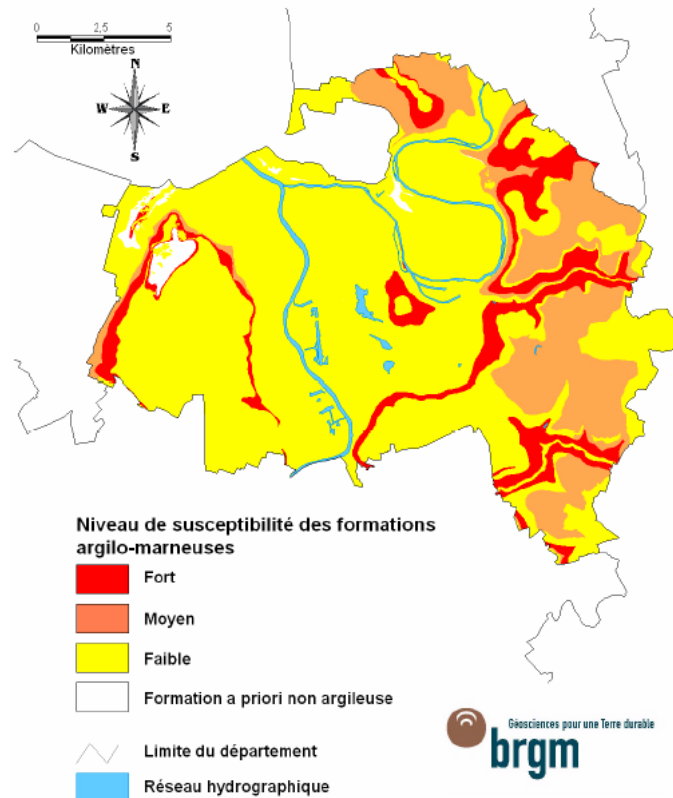 0 2,5 5
Kilomètres
N
W E
S
Niveau de susceptibilité des formations
argilo-marneuses
Fort
Moyen
Faible
Formation a priori non argileuse
Limite du département
Réseau hydrographique
Géosciences pour une Terre durable
brgm